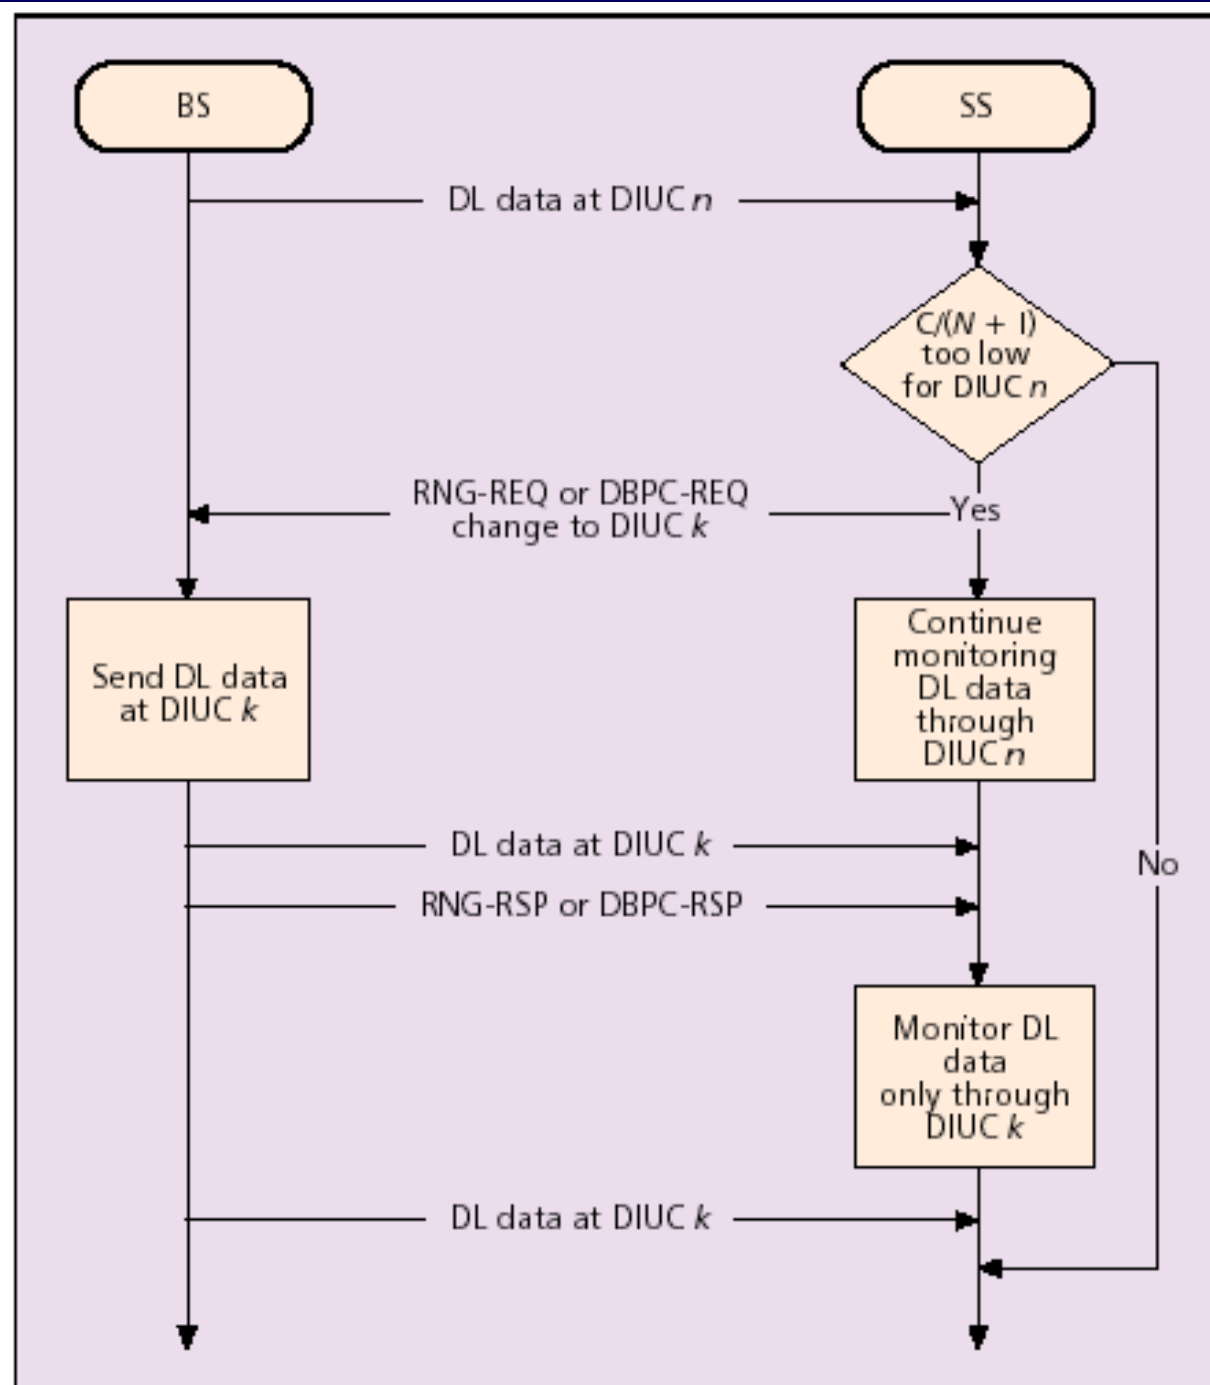 BS
SS
DL data at DIUC n
C/(N + I)
too low
for DIUC n
RNG-REQ or DBPC-REQ
change to DIUC k
Yes
Send DL data
at DIUC k
Continue
monitoring
DL data
through
DIUC n
DL data at DIUC k
No
RNG-RSP or DBPC-RSP
Monitor DL
data
only through
DIUC k
DL data at DIUC k